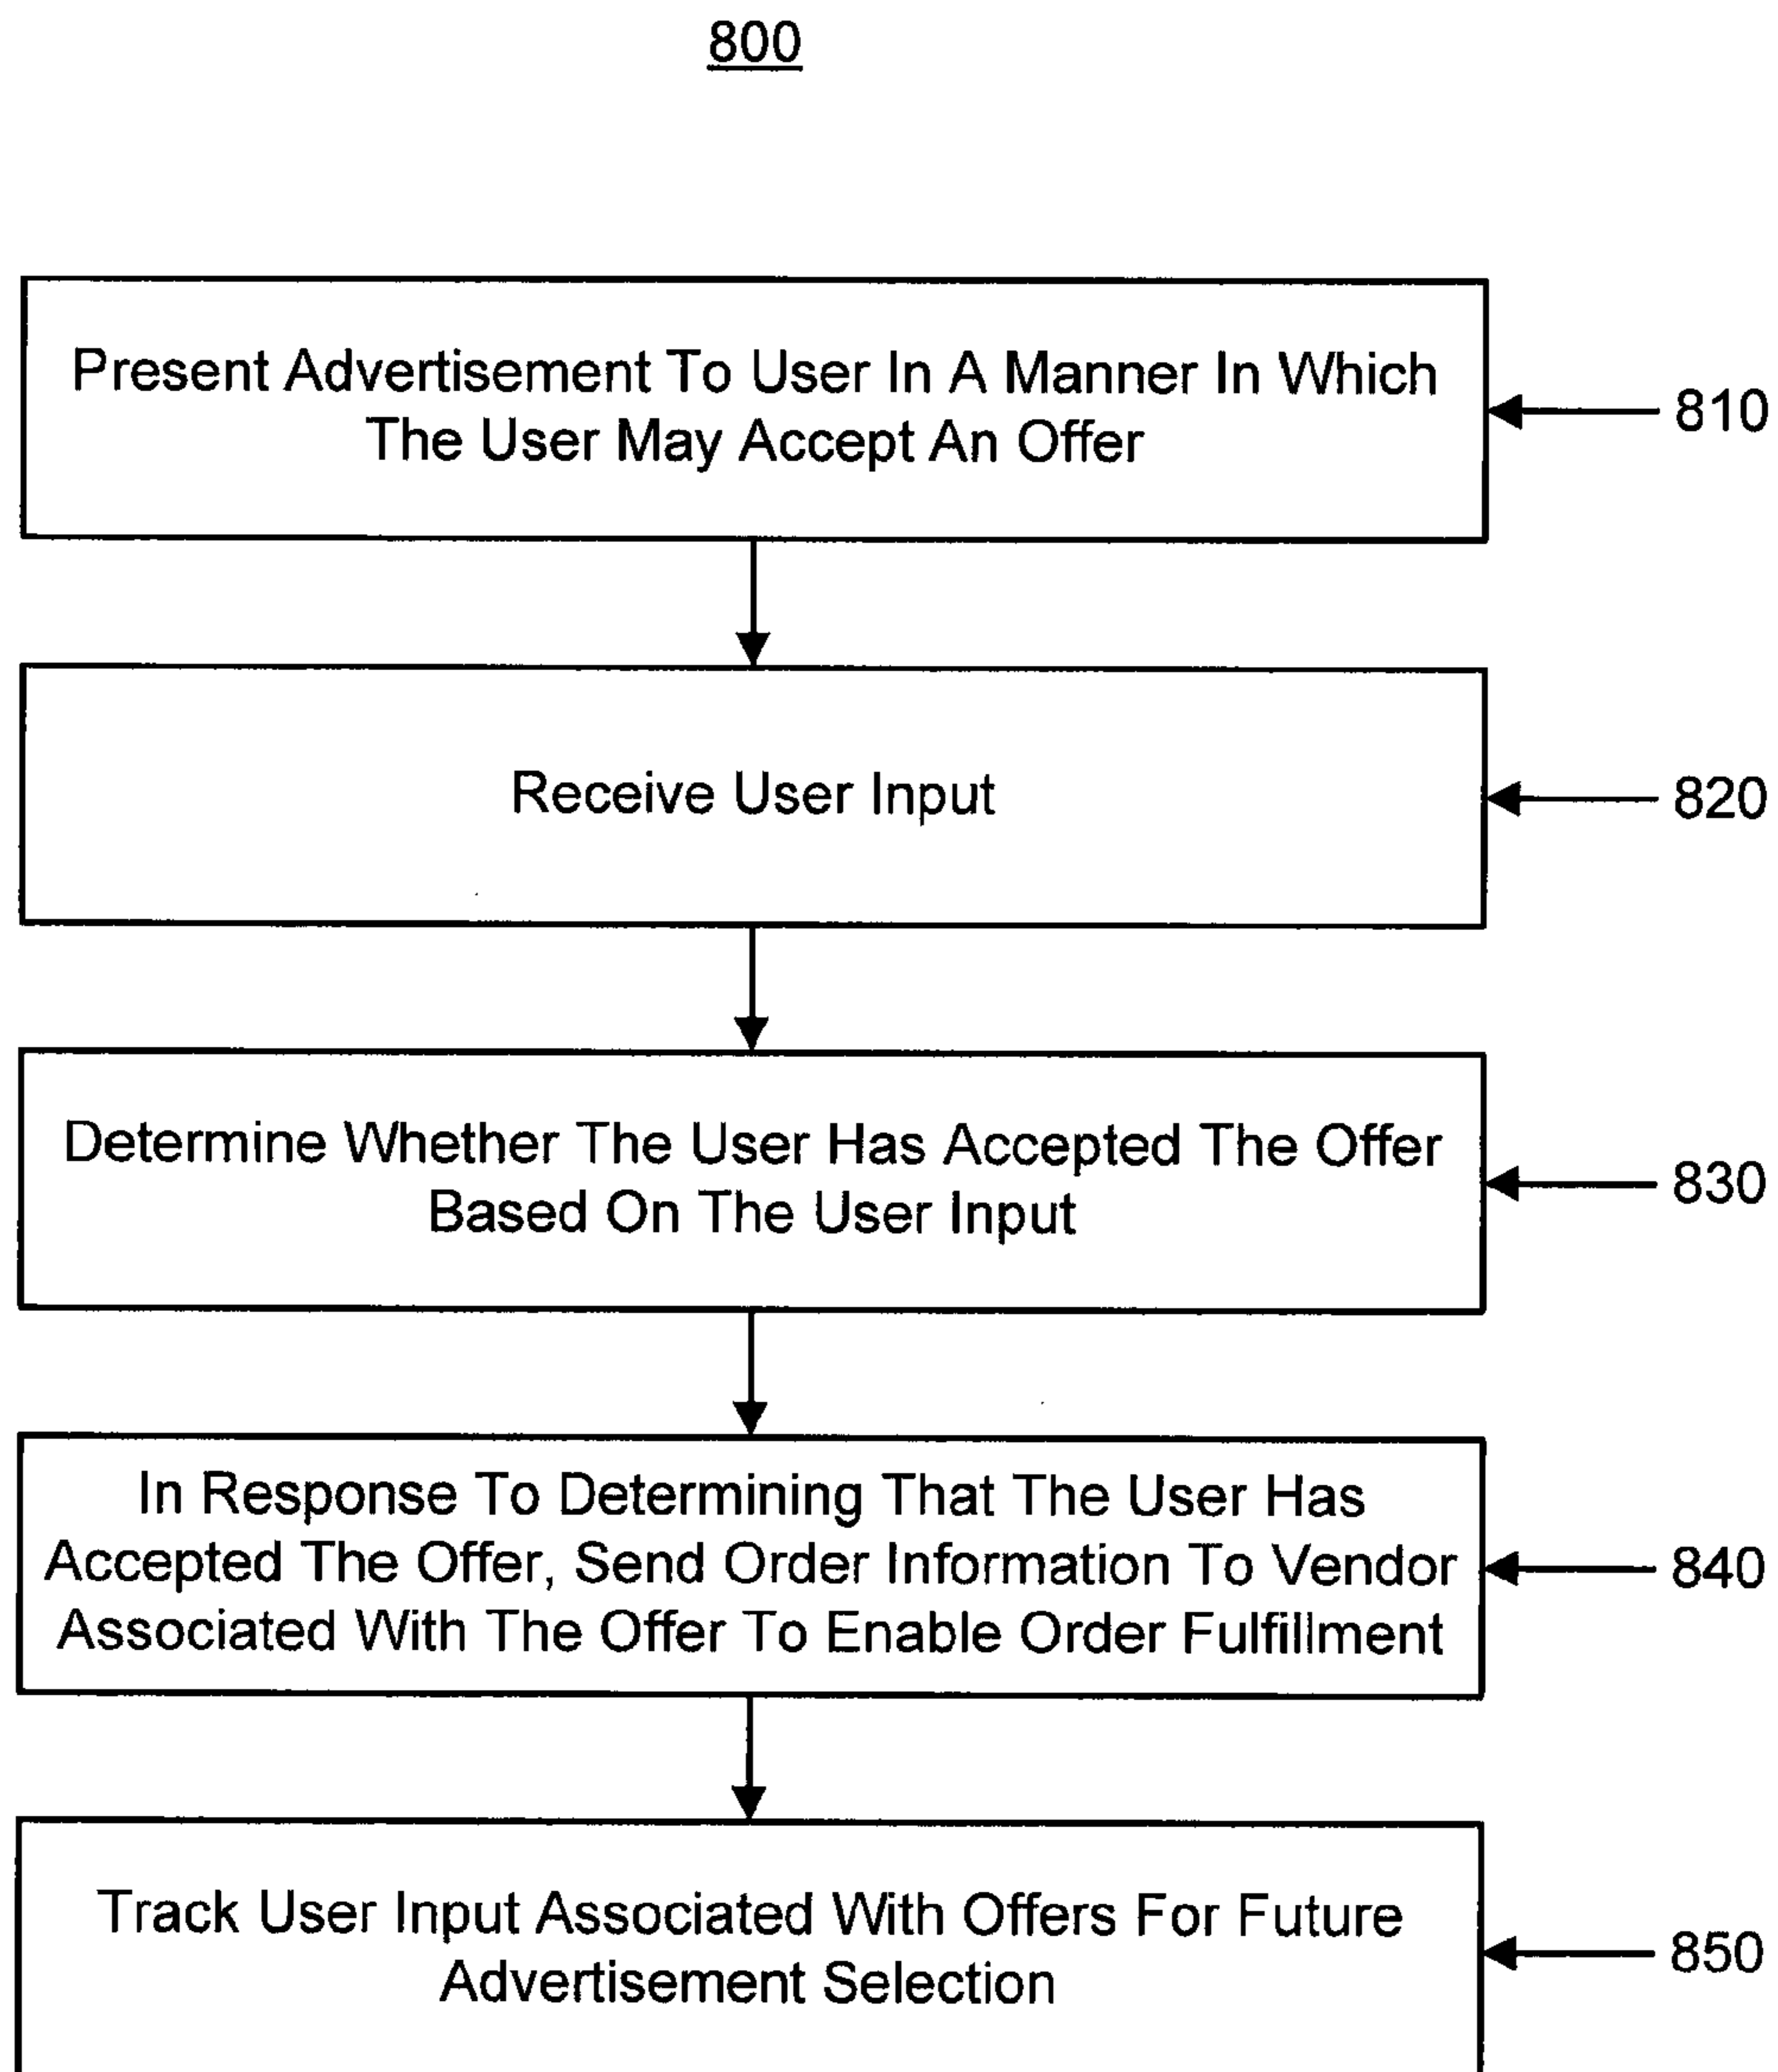 800
Present Advertisement To User In A Manner In Which
The User May Accept An Offer
810
Receive User Input
820
Determine Whether The User Has Accepted The Offer
Based On The User Input
830
In Response To Determining That The User Has
Accepted The Offer, Send Order Information To Vendor
Associated With The Offer To Enable Order Fulfillment
840
Track User Input Associated With Offers For Future
Advertisement Selection
850